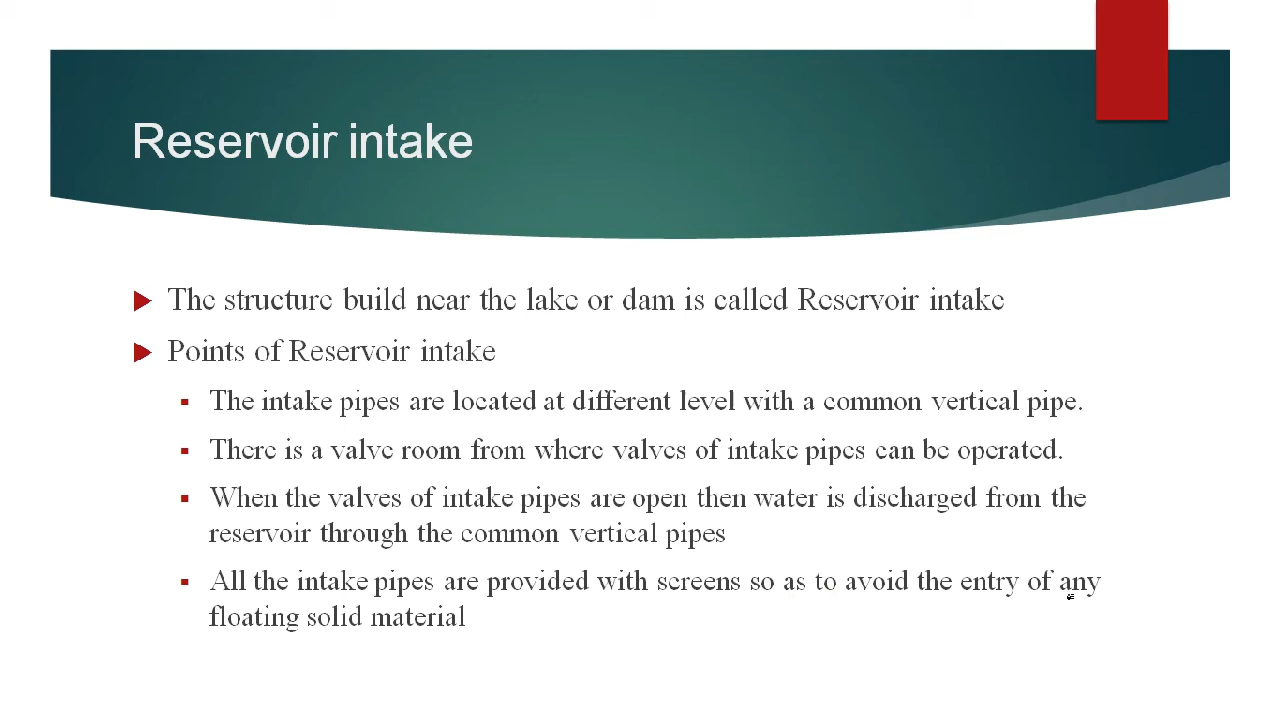 Reservoir intake
The structure build near the lake or dam is called Reservoir intake
Points of Reservoir intake
The intake pipes are located at different level with a common vertical pipe.
There is a valve room from where valves of intake pipes can be operated.
When the valves of intake pipes are open then water is discharged from the
reservoir through the common vertical pipes
All the intake pipes are provided with screens so as to avoid the entry of any
floating solid material